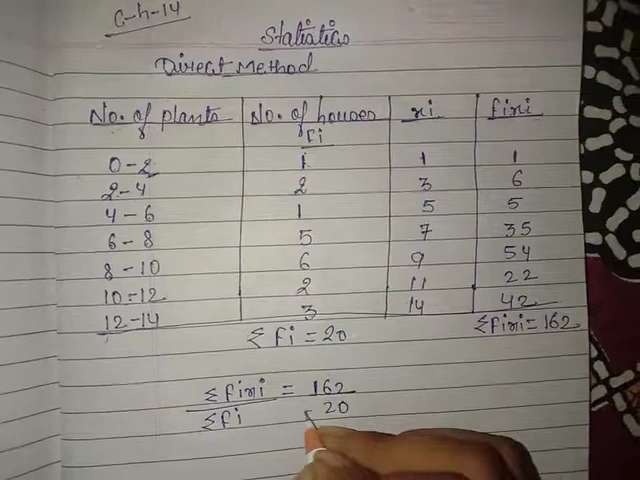 C-h-14
Statistics
Direct Method
No. of plants No. of houses fi xi fixi
0-2 1 1 1
2-4 2 3 6
4-6 1 5 5
6-8 5 7 35
8-10 6 9 54
10-12 2 11 22
12-14 3 14 42
Σfi = 20 Σfixi = 162
Σfixi = 162
Σfi 20